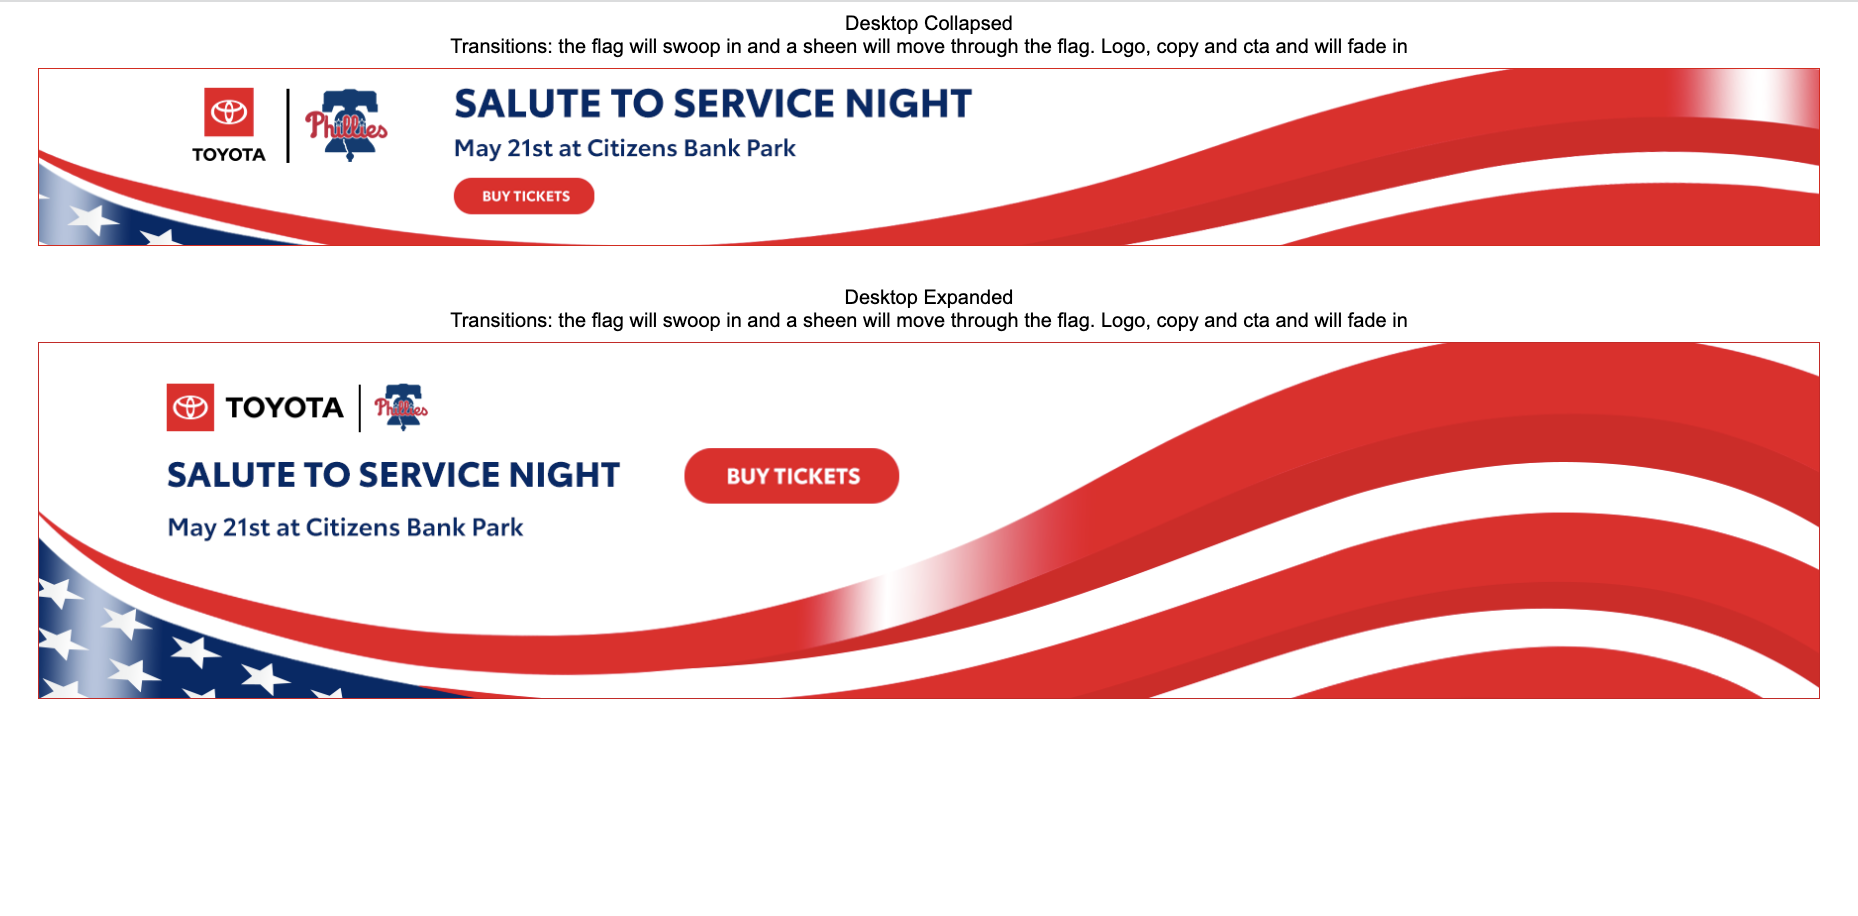 Desktop Collapsed
Transitions: the flag will swoop in and a sheen will move through the flag. Logo, copy and cta and will fade in
TOYOTA
Phillies
SALUTE TO SERVICE NIGHT
May 21st at Citizens Bank Park
BUY TICKETS
Desktop Expanded
Transitions: the flag will swoop in and a sheen will move through the flag. Logo, copy and cta and will fade in
TOYOTA
Phillies
SALUTE TO SERVICE NIGHT
BUY TICKETS
May 21st at Citizens Bank Park